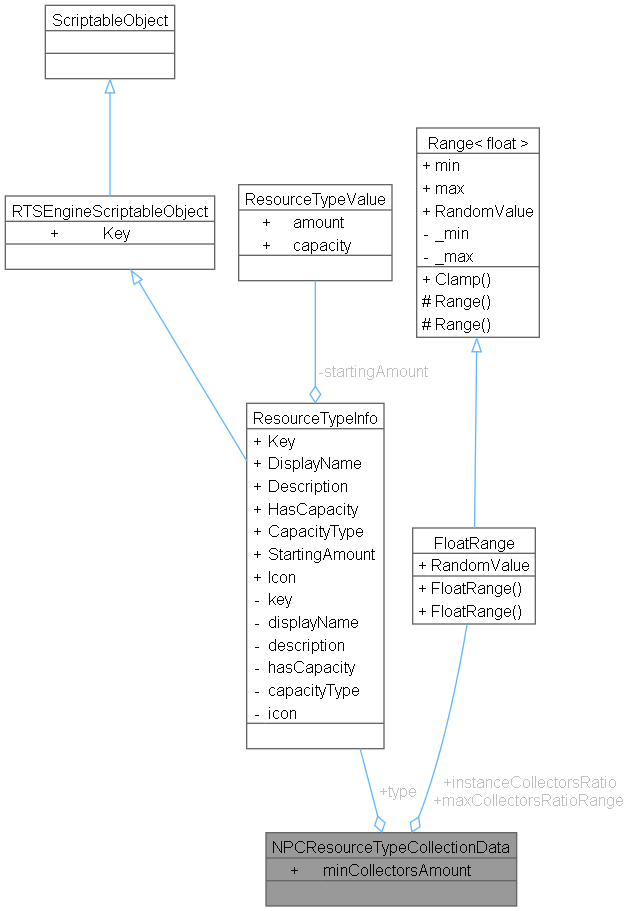 ScriptableObject
Range< float >
+ min
+ max
+ RandomValue
- _min
- _max
+ Clamp()
# Range()
# Range()
RTSEngineScriptableObject
+ Key
ResourceTypeValue
+ amount
+ capacity
-startingAmount
ResourceTypeInfo
+ Key
+ DisplayName
+ Description
+ HasCapacity
+ CapacityType
+ StartingAmount
+ Icon
- key
- displayName
- description
- hasCapacity
- capacityType
- icon
FloatRange
+ RandomValue
+ FloatRange()
+ FloatRange()
+type
+instanceCollectorsRatio
+maxCollectorsRatioRange
NPCResourceTypeCollectionData
+ minCollectorsAmount